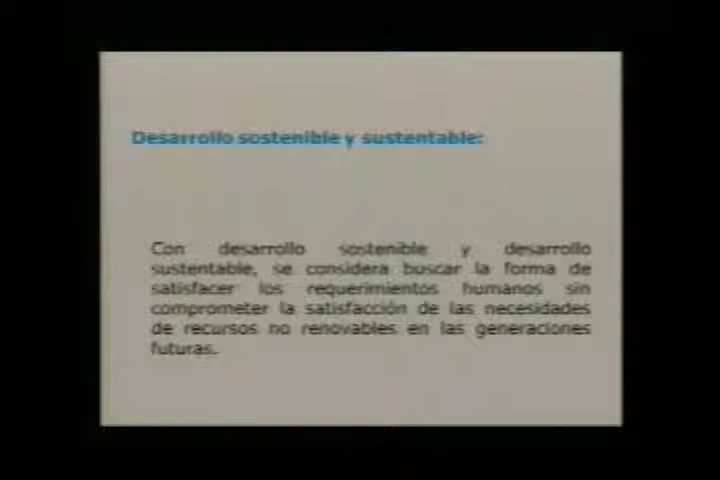 Desarrollo sostenible y sustentable:
Con desarrollo sostenible y desarrollo
sustentable, se considera buscar la forma de
satisfacer los requerimientos humanos sin
comprometer la satisfacción de las necesidades
de recursos no renovables en las generaciones
futuras.